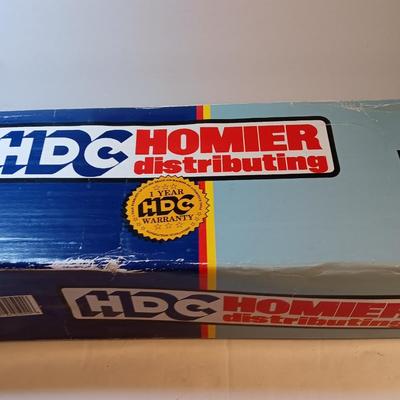 HDC HOMIER
distributing
1 YEAR
HDC
WARRANTY
HDC HOMIER
distributing